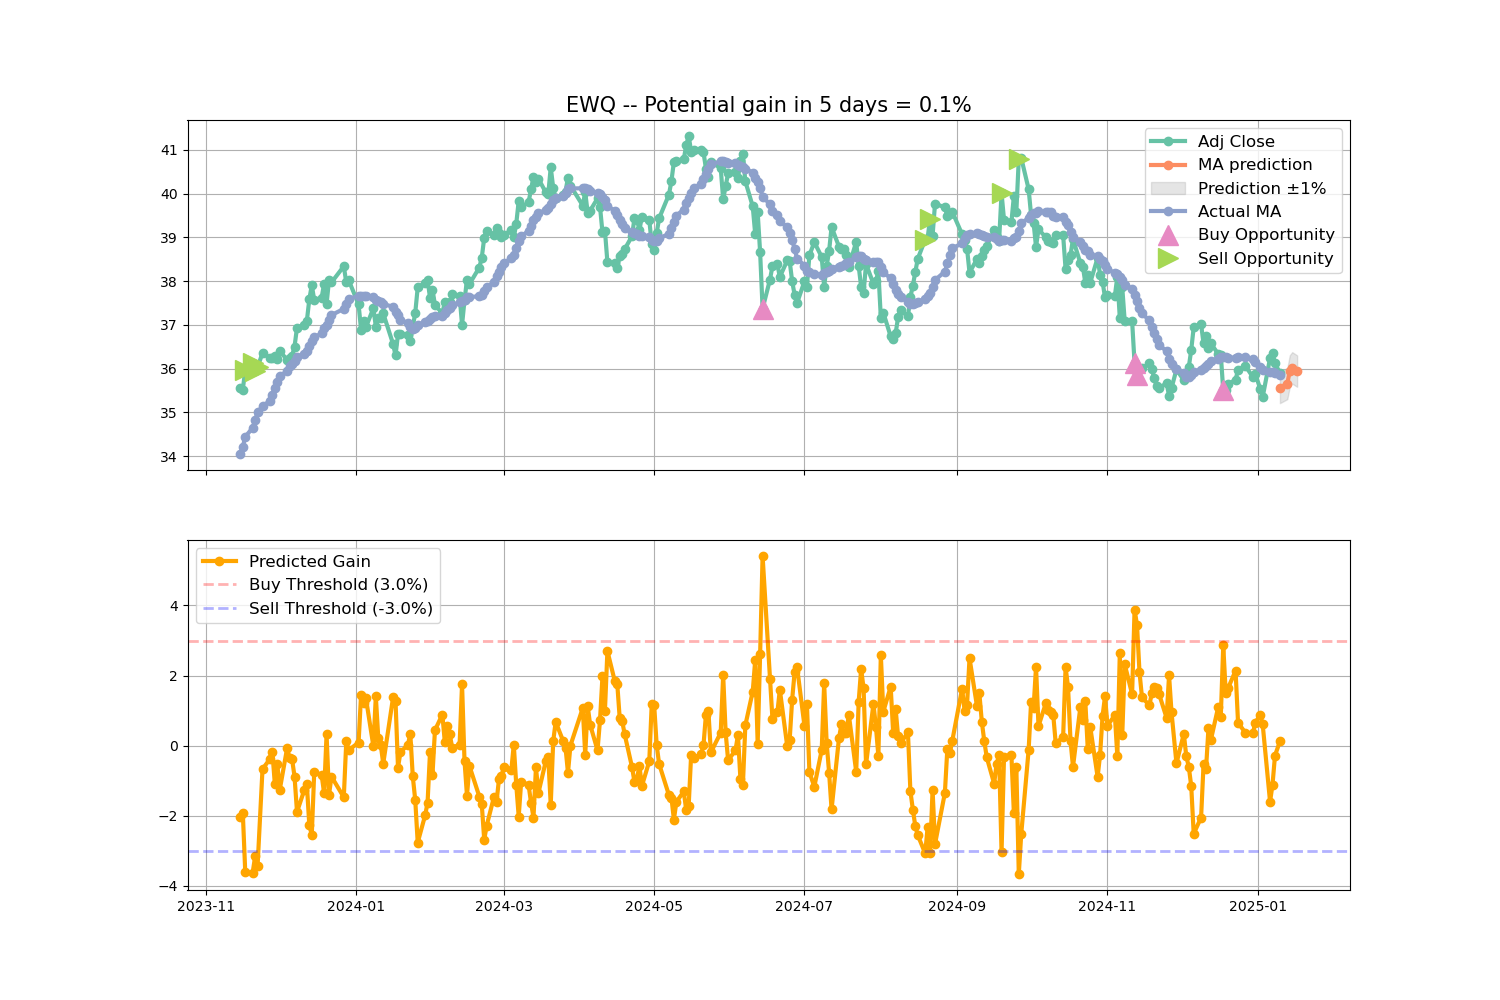 EWQ -- Potential gain in 5 days = 0.1%
41
40
39
38
37
36
35
34
Adj Close
MA prediction
Prediction ±1%
Actual MA
Buy Opportunity
Sell Opportunity
Predicted Gain
Buy Threshold (3.0%)
Sell Threshold (-3.0%)
4
2
0
−2
−4
2023-11
2024-01
2024-03
2024-05
2024-07
2024-09
2024-11
2025-01